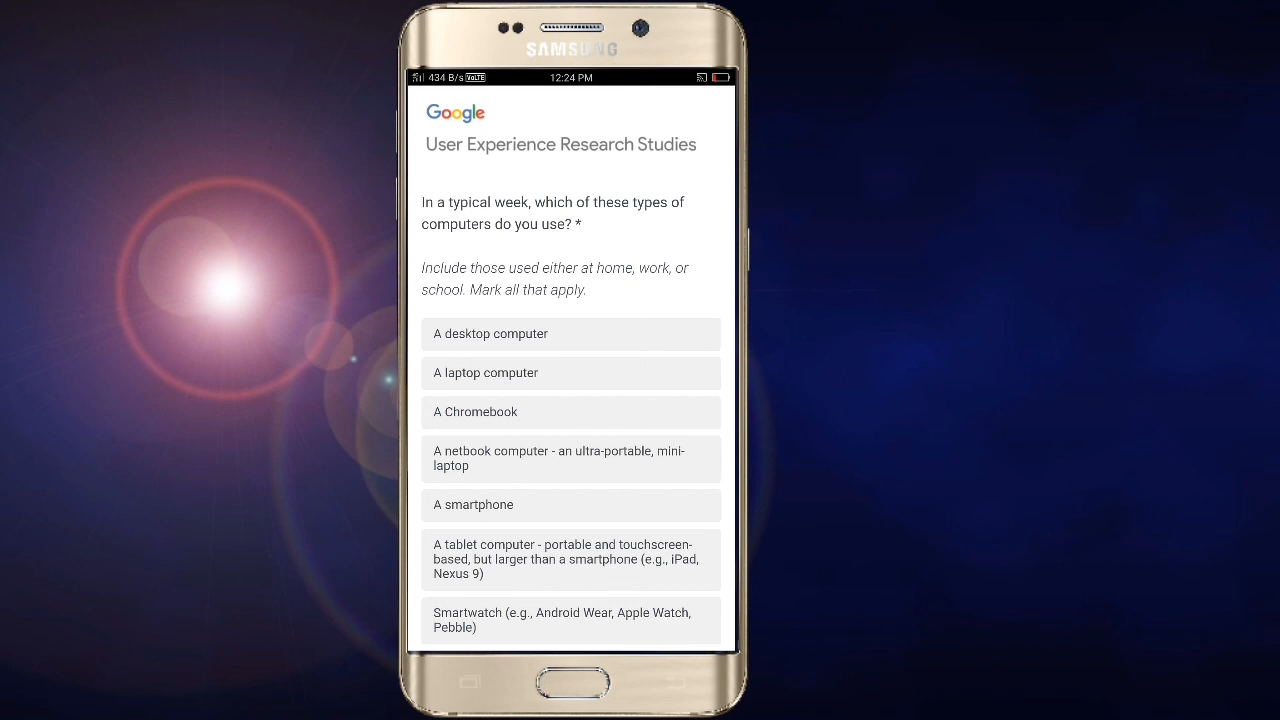 SAMSUNG
434 B/s VoLTE 12:24 PM
Google
User Experience Research Studies
In a typical week, which of these types of
computers do you use? *
Include those used either at home, work, or
school. Mark all that apply.
A desktop computer
A laptop computer
A Chromebook
A netbook computer - an ultra-portable, mini-
laptop
A smartphone
A tablet computer - portable and touchscreen-
based, but larger than a smartphone (e.g., iPad,
Nexus 9)
Smartwatch (e.g., Android Wear, Apple Watch,
Pebble)